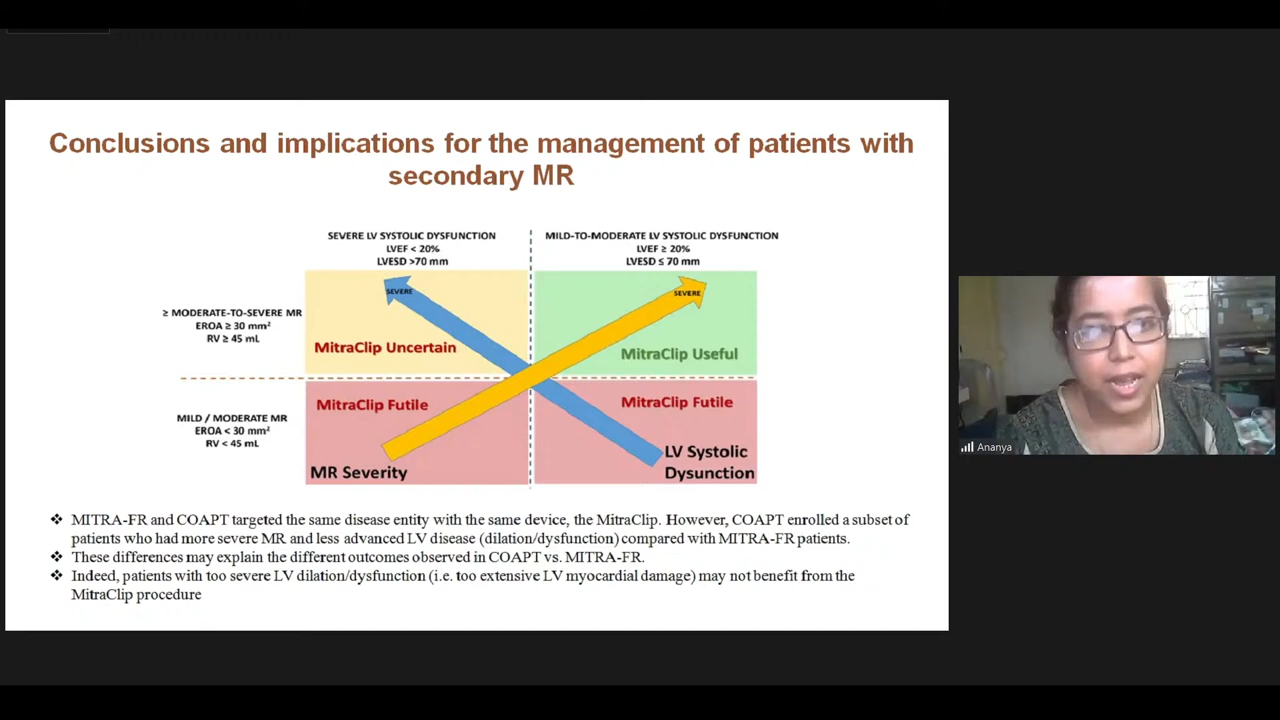 Conclusions and implications for the management of patients with
secondary MR
SEVERE LV SYSTOLIC DYSFUNCTION
LVEF < 20%
LVESD >70 mm
MILD-TO-MODERATE LV SYSTOLIC DYSFUNCTION
LVEF ≥ 20%
LVESD ≤ 70 mm
≥ MODERATE-TO-SEVERE MR
EROA ≥ 30 mm²
RV ≥ 45 mL
SEVERE
SEVERE
MitraClip Uncertain
MitraClip Useful
MILD / MODERATE MR
EROA < 30 mm²
RV < 45 mL
MitraClip Futile
MitraClip Futile
MR Severity
LV Systolic
Dysunction
❖ MITRA-FR and COAPT targeted the same disease entity with the same device, the MitraClip. However, COAPT enrolled a subset of
patients who had more severe MR and less advanced LV disease (dilation/dysfunction) compared with MITRA-FR patients.
❖ These differences may explain the different outcomes observed in COAPT vs. MITRA-FR.
❖ Indeed, patients with too severe LV dilation/dysfunction (i.e. too extensive LV myocardial damage) may not benefit from the
MitraClip procedure
Ananya